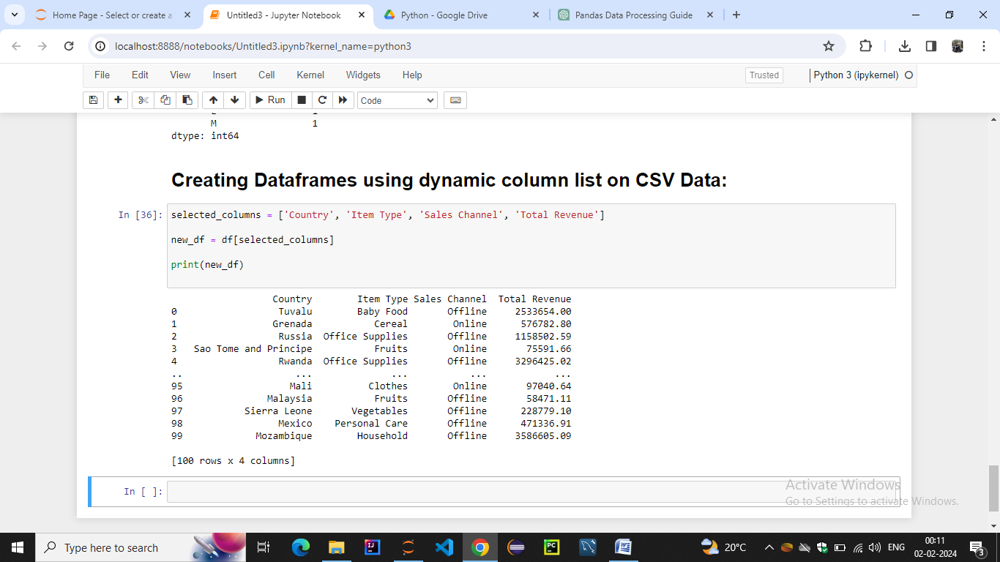 Home Page - Select or create a
Untitled3 - Jupyter Notebook
Python - Google Drive
Pandas Data Processing Guide
localhost:8888/notebooks/Untitled3.ipynb?kernel_name=python3
File Edit View Insert Cell Kernel Widgets Help
Trusted
Python 3 (ipykernel)
Run
Code
M 1
dtype: int64
Creating Dataframes using dynamic column list on CSV Data:
In [36]:
selected_columns = ['Country', 'Item Type', 'Sales Channel', 'Total Revenue']
new_df = df[selected_columns]
print(new_df)
Country Item Type Sales Channel Total Revenue
0 Tuvalu Baby Food Offline 2533654.00
1 Grenada Cereal Online 576782.80
2 Russia Office Supplies Offline 1158502.59
3 Sao Tome and Principe Fruits Online 75591.66
4 Rwanda Office Supplies Offline 3296425.02
.. ... ... ... ...
95 Mali Clothes Online 97040.64
96 Malaysia Fruits Offline 58471.11
97 Sierra Leone Vegetables Offline 228779.10
98 Mexico Personal Care Offline 471336.91
99 Mozambique Household Offline 3586605.09
[100 rows x 4 columns]
In [ ]:
Activate Windows
Go to Settings to activate Windows.
Type here to search
20°C
ENG
00:11
02-02-2024
3